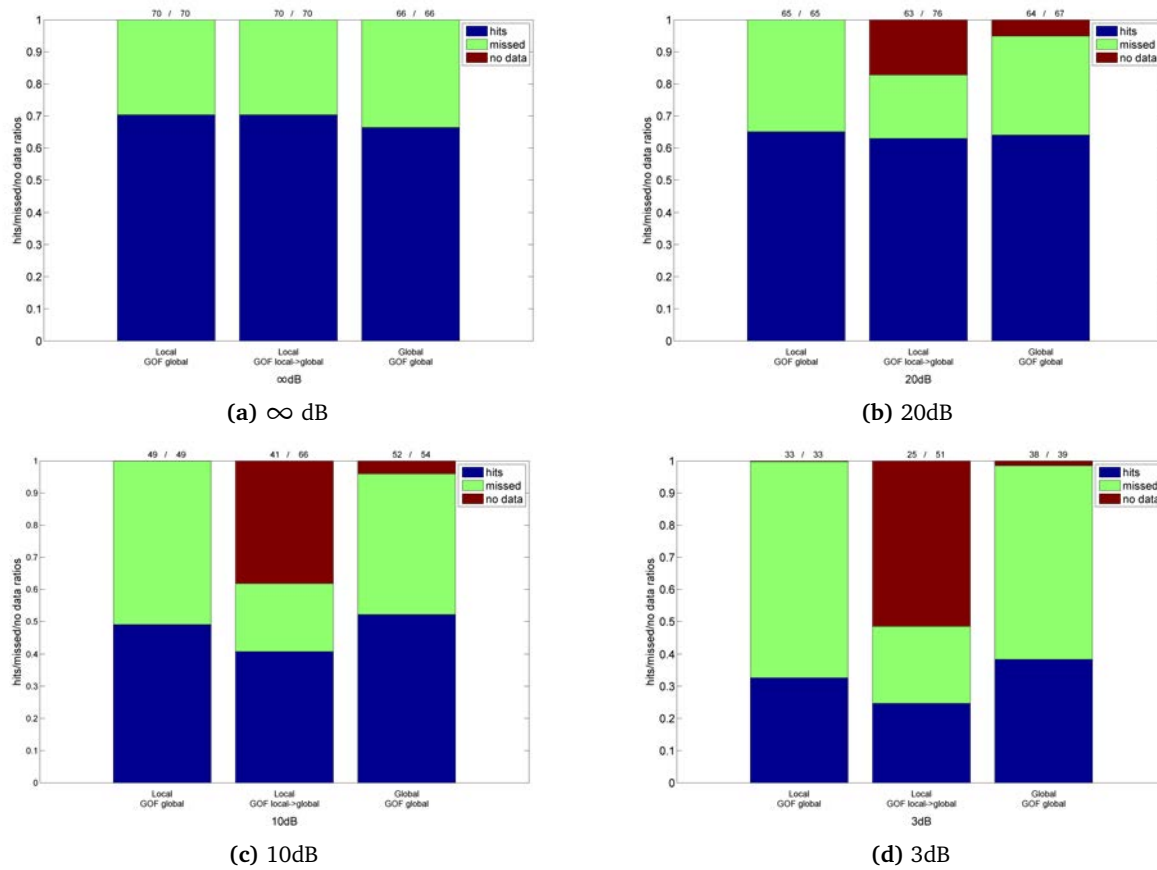 70 / 70 70 / 70 66 / 66
1
0.9
0.8
0.7
0.6
0.5
0.4
0.3
0.2
0.1
0
hits/missed/no data ratios
hits
missed
no data
Local
GOF global
Local
GOF local->global
Global
GOF global
∞dB
(a) ∞ dB
65 / 65 63 / 76 64 / 67
1
0.9
0.8
0.7
0.6
0.5
0.4
0.3
0.2
0.1
0
hits/missed/no data ratios
hits
missed
no data
Local
GOF global
Local
GOF local->global
Global
GOF global
20dB
(b) 20dB
49 / 49 41 / 66 52 / 54
1
0.9
0.8
0.7
0.6
0.5
0.4
0.3
0.2
0.1
0
hits/missed/no data ratios
hits
missed
no data
Local
GOF global
Local
GOF local->global
Global
GOF global
10dB
(c) 10dB
33 / 33 25 / 51 38 / 39
1
0.9
0.8
0.7
0.6
0.5
0.4
0.3
0.2
0.1
0
hits/missed/no data ratios
hits
missed
no data
Local
GOF global
Local
GOF local->global
Global
GOF global
3dB
(d) 3dB